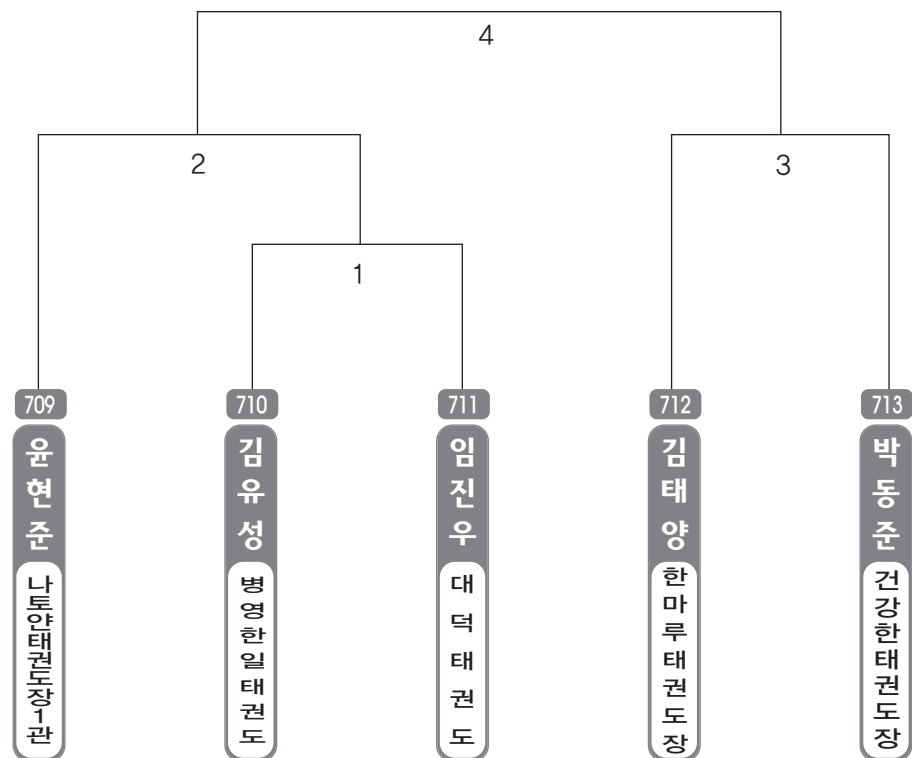 4
2
3
1
709
710
711
712
713
윤현준
김유성
임진우
김태양
박동준
나토얀태권도장1관
병영한일태권도
대덕태권도
한마루태권도장
건강한태권도장